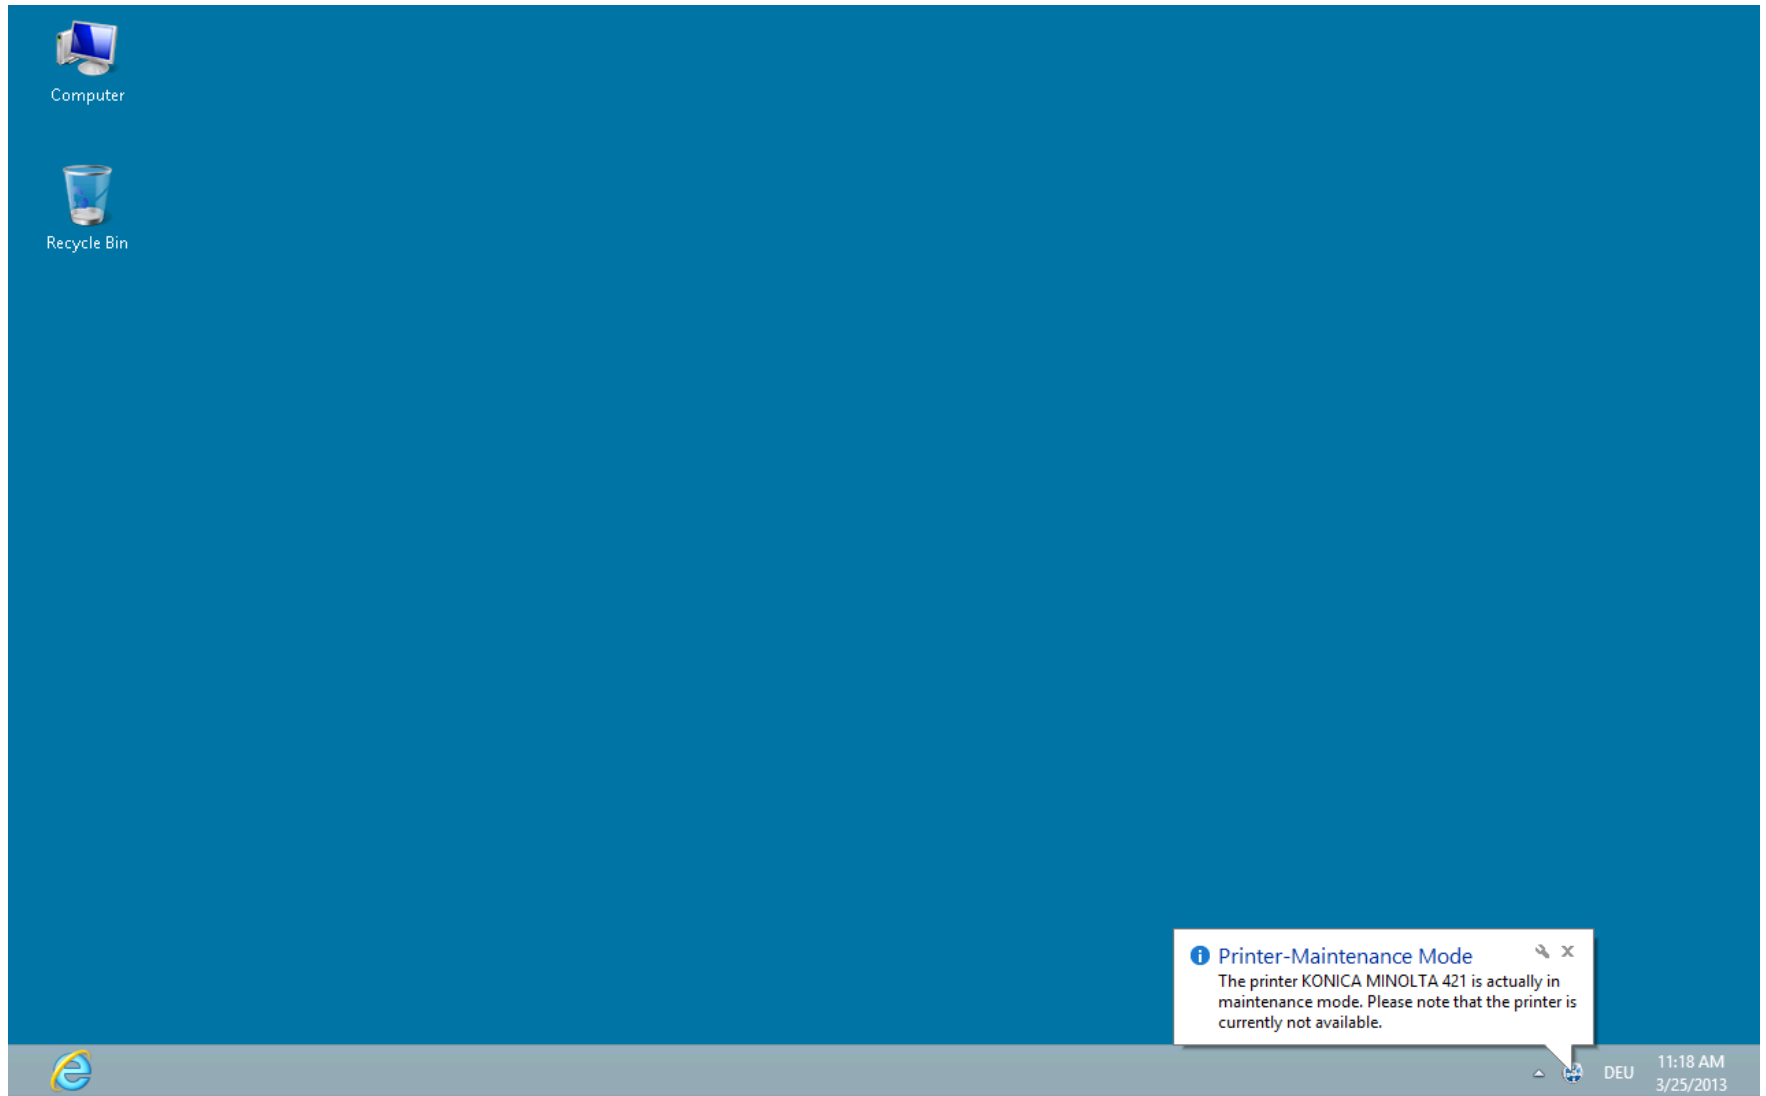 Computer
Recycle Bin
Printer-Maintenance Mode
The printer KONICA MINOLTA 421 is actually in
maintenance mode. Please note that the printer is
currently not available.
DEU
11:18 AM
3/25/2013